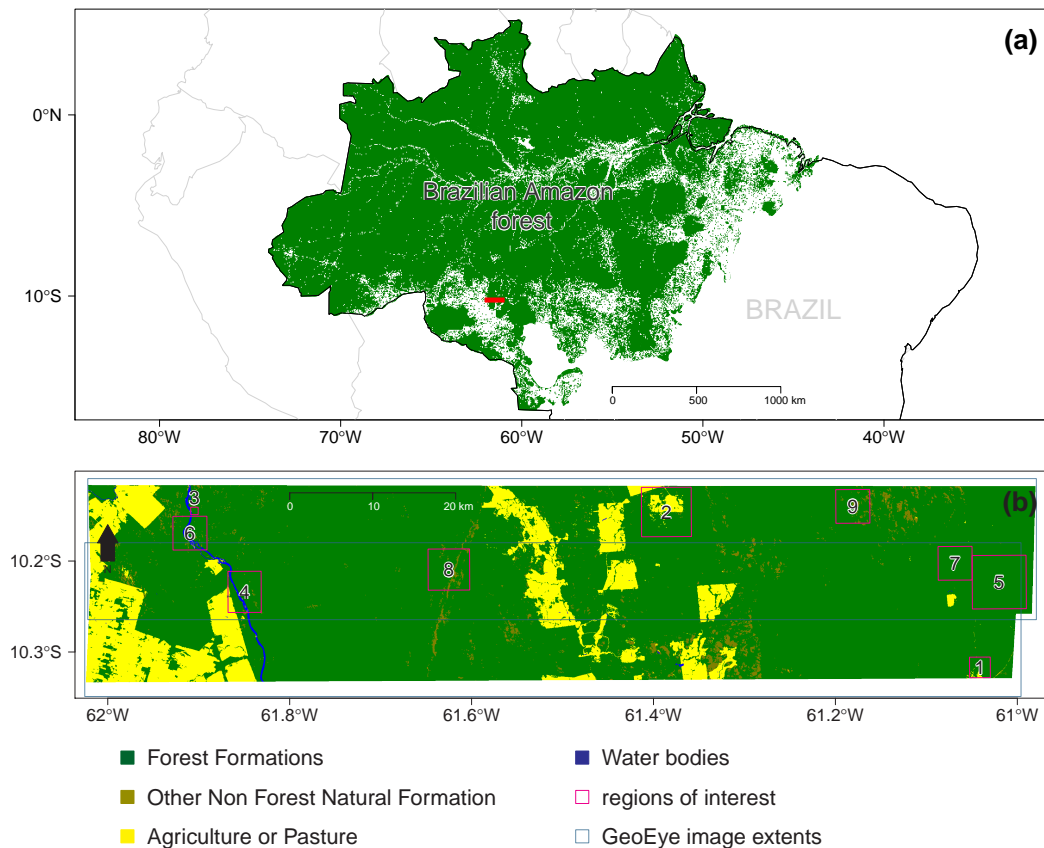 (a)
0°N
Brazilian Amazon
forest
10°S
BRAZIL
0 500 1000 km
80°W 70°W 60°W 50°W 40°W
3 0 10 20 km 2 9 (b)
6
10.2°S 8 7 5
4
10.3°S 1
62°W 61.8°W 61.6°W 61.4°W 61.2°W 61°W
Forest Formations Water bodies
Other Non Forest Natural Formation regions of interest
Agriculture or Pasture GeoEye image extents